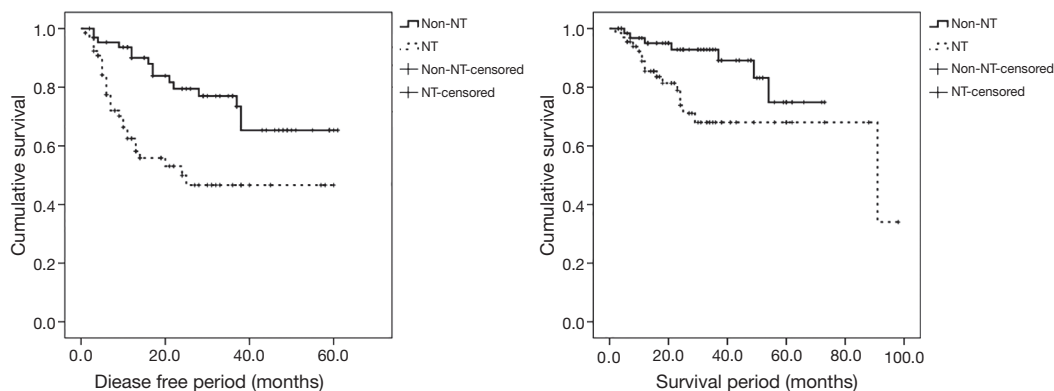 1.0
0.8
0.6
0.4
0.2
0.0
Cumulative survival
0.0 20.0 40.0 60.0
Diease free period (months)
Non-NT
NT
Non-NT-censored
NT-censored
1.0
0.8
0.6
0.4
0.2
0.0
Cumulative survival
0.0 20.0 40.0 60.0 80.0 100.0
Survival period (months)
Non-NT
NT
Non-NT-censored
NT-censored